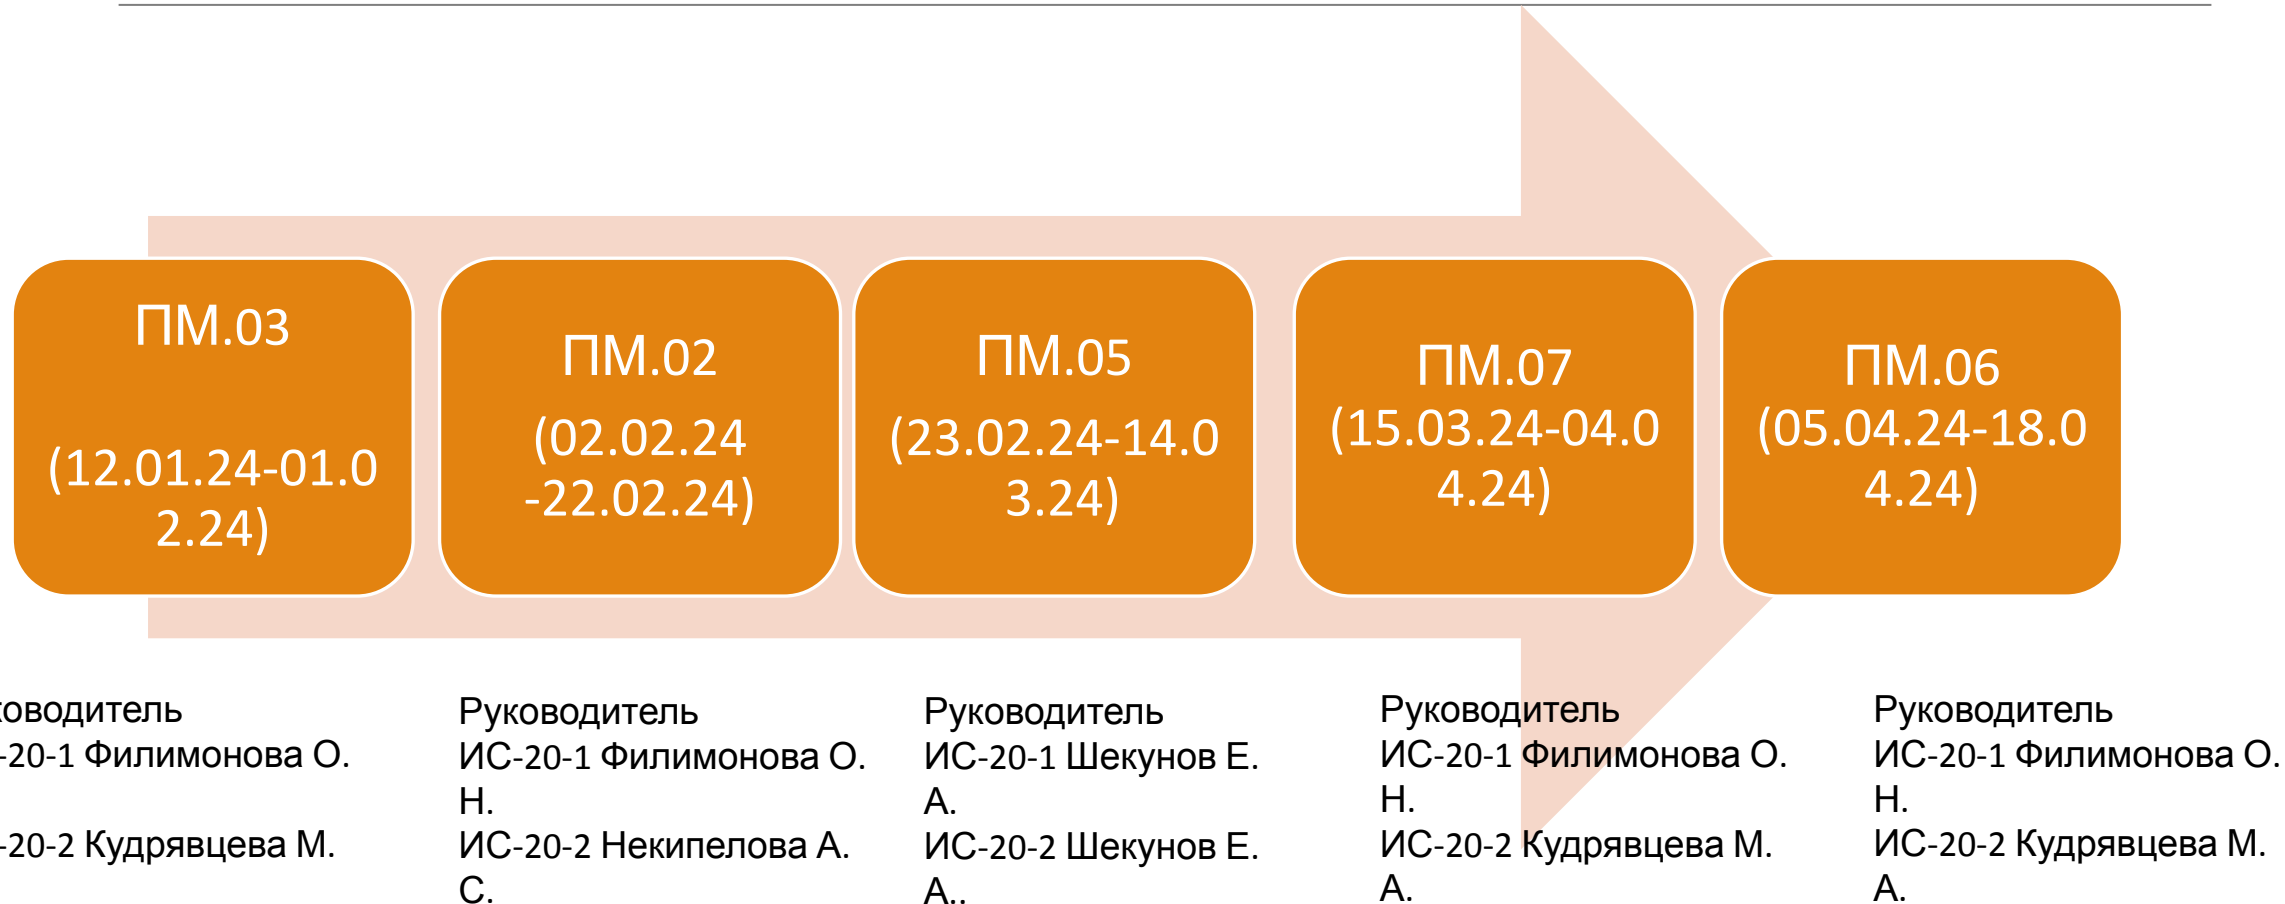 ПМ.03
(12.01.24-01.0
2.24)
ПМ.02
(02.02.24
-22.02.24)
ПМ.05
(23.02.24-14.0
3.24)
ПМ.07
(15.03.24-04.0
4.24)
ПМ.06
(05.04.24-18.0
4.24)
оводитель
-20-1 Филимонова О.
-20-2 Кудрявцева М.
Руководитель
ИС-20-1 Филимонова О.
Н.
ИС-20-2 Некипелова А.
С.
Руководитель
ИС-20-1 Шекунов Е.
А.
ИС-20-2 Шекунов Е.
А..
Руководитель
ИС-20-1 Филимонова О.
Н.
ИС-20-2 Кудрявцева М.
А.
Руководитель
ИС-20-1 Филимонова О.
Н.
ИС-20-2 Кудрявцева М.
А.